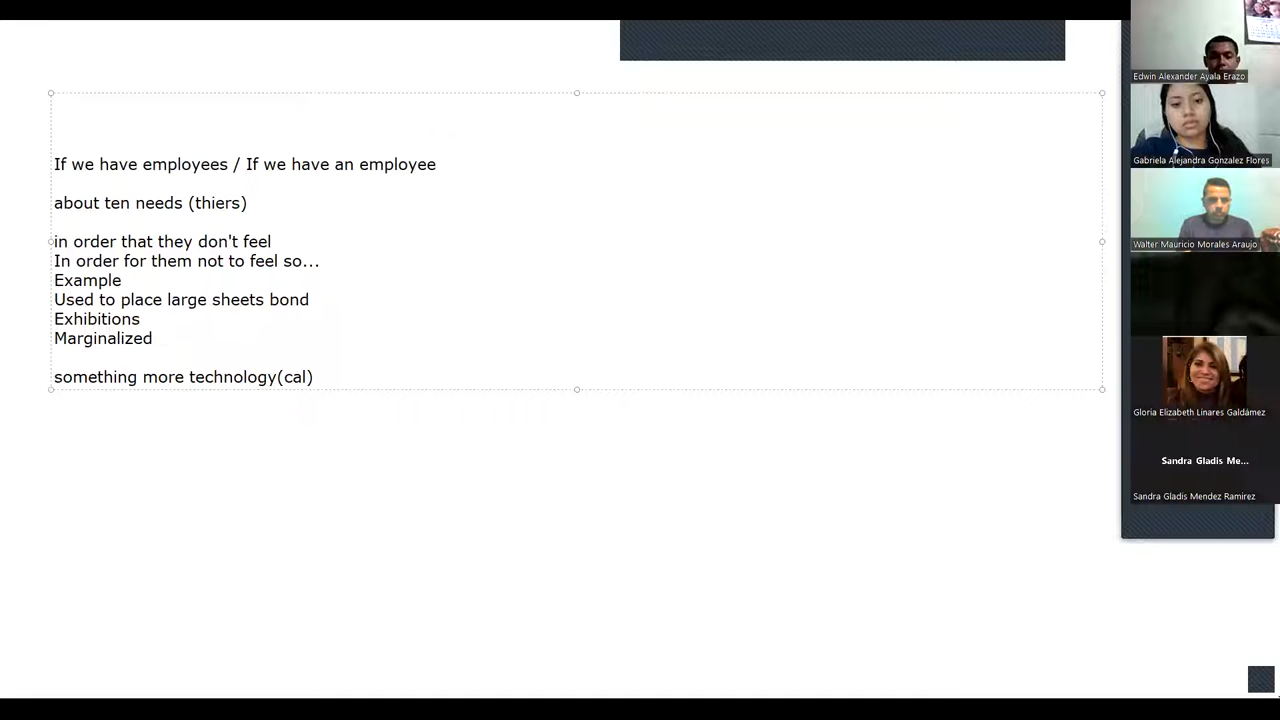 If we have employees / If we have an employee
about ten needs (thiers)
in order that they don't feel
In order for them not to feel so...
Example
Used to place large sheets bond
Exhibitions
Marginalized
something more technology(cal)
Edwin Alexander Ayala Erazo
Gabriela Alejandra Gonzalez Flores
Walter Mauricio Morales Araujo
Gloria Elizabeth Linares Galdámez
Sandra Gladis Me...
Sandra Gladis Mendez Ramirez